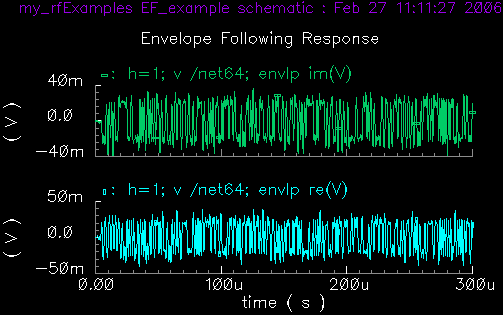 my_rfExamples EF_example schematic : Feb 27 11:11:27 2006
Envelope Following Response
: h=1; v /net64; envlp im(V)
40m
0.0
-40m
( V )
: h=1; v /net64; envlp re(V)
50m
0.0
-50m
( V )
0.00 100u 200u 300u
time ( s )